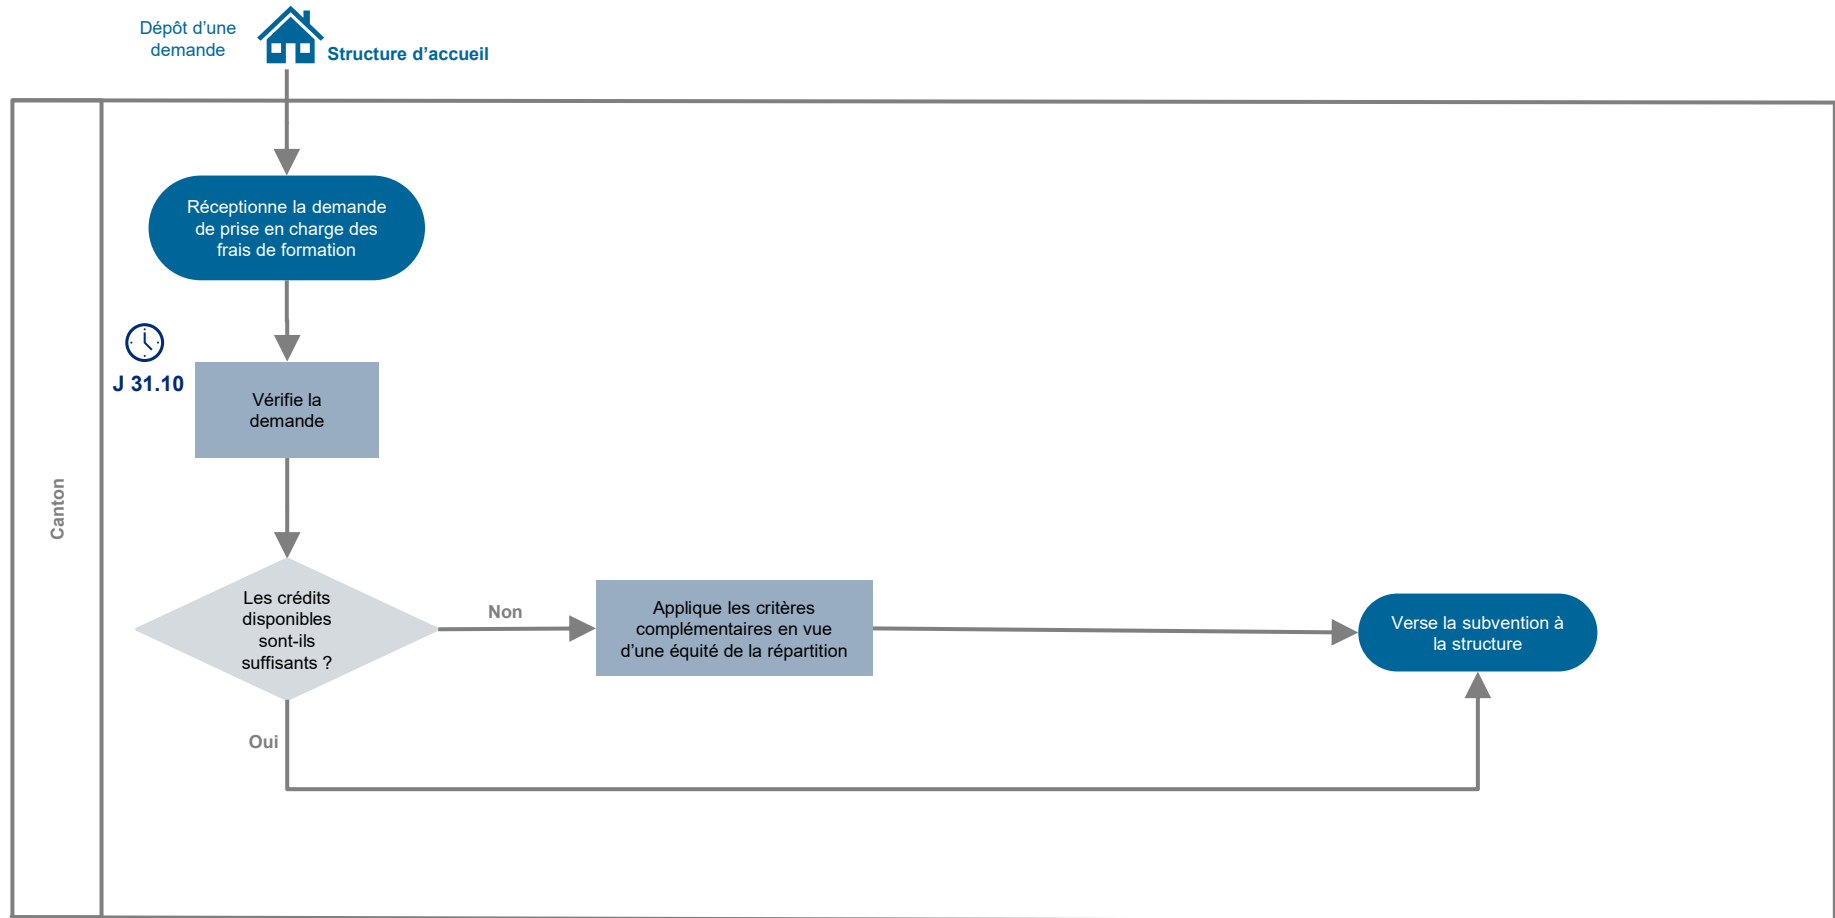 Dépôt d’une
demande
Structure d’accueil
Réceptionne la demande
de prise en charge des
frais de formation
J 31.10
Vérifie la
demande
Canton
Les crédits
disponibles
sont-ils
suffisants ?
Non
Applique les critères
complémentaires en vue
d’une équité de la répartition
Verse la subvention à
la structure
Oui